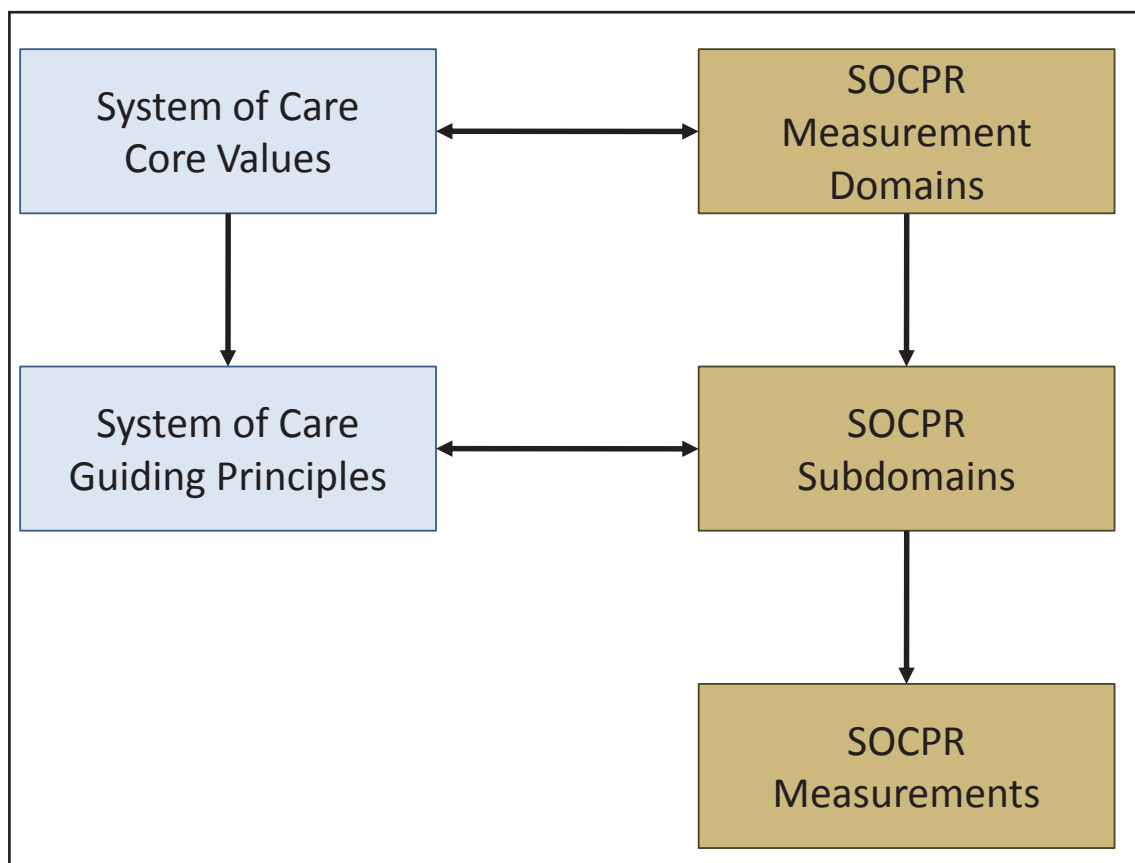 System of Care
Core Values
SOCPR
Measurement
Domains
System of Care
Guiding Principles
SOCPR
Subdomains
SOCPR
Measurements